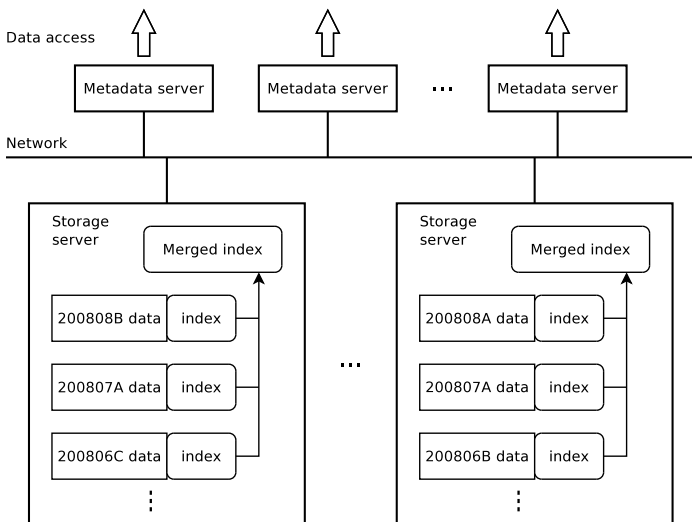 Data access
Metadata server
Metadata server
...
Metadata server
Network
Storage
server
Merged index
200808B data
index
200807A data
index
200806C data
index
...
Storage
server
Merged index
200808A data
index
200807A data
index
200806B data
index